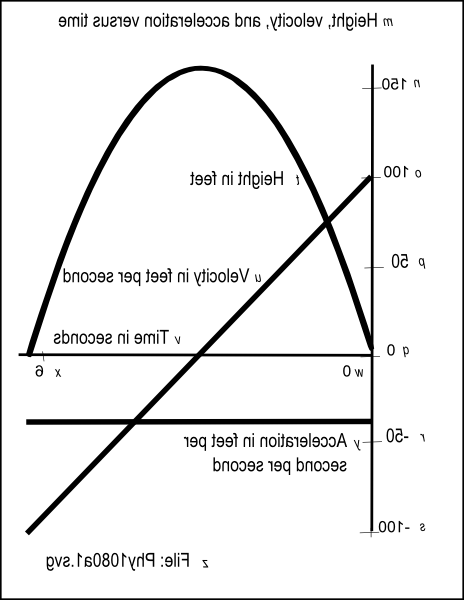 m Height, velocity, and acceleration versus time
n 150
t Height in feet
o 100
p 50
u Velocity in feet per second
v Time in seconds
q 0
w 0
x 6
r -50
y Acceleration in feet per
second per second
s -100
z File: Phy1080a1.svg